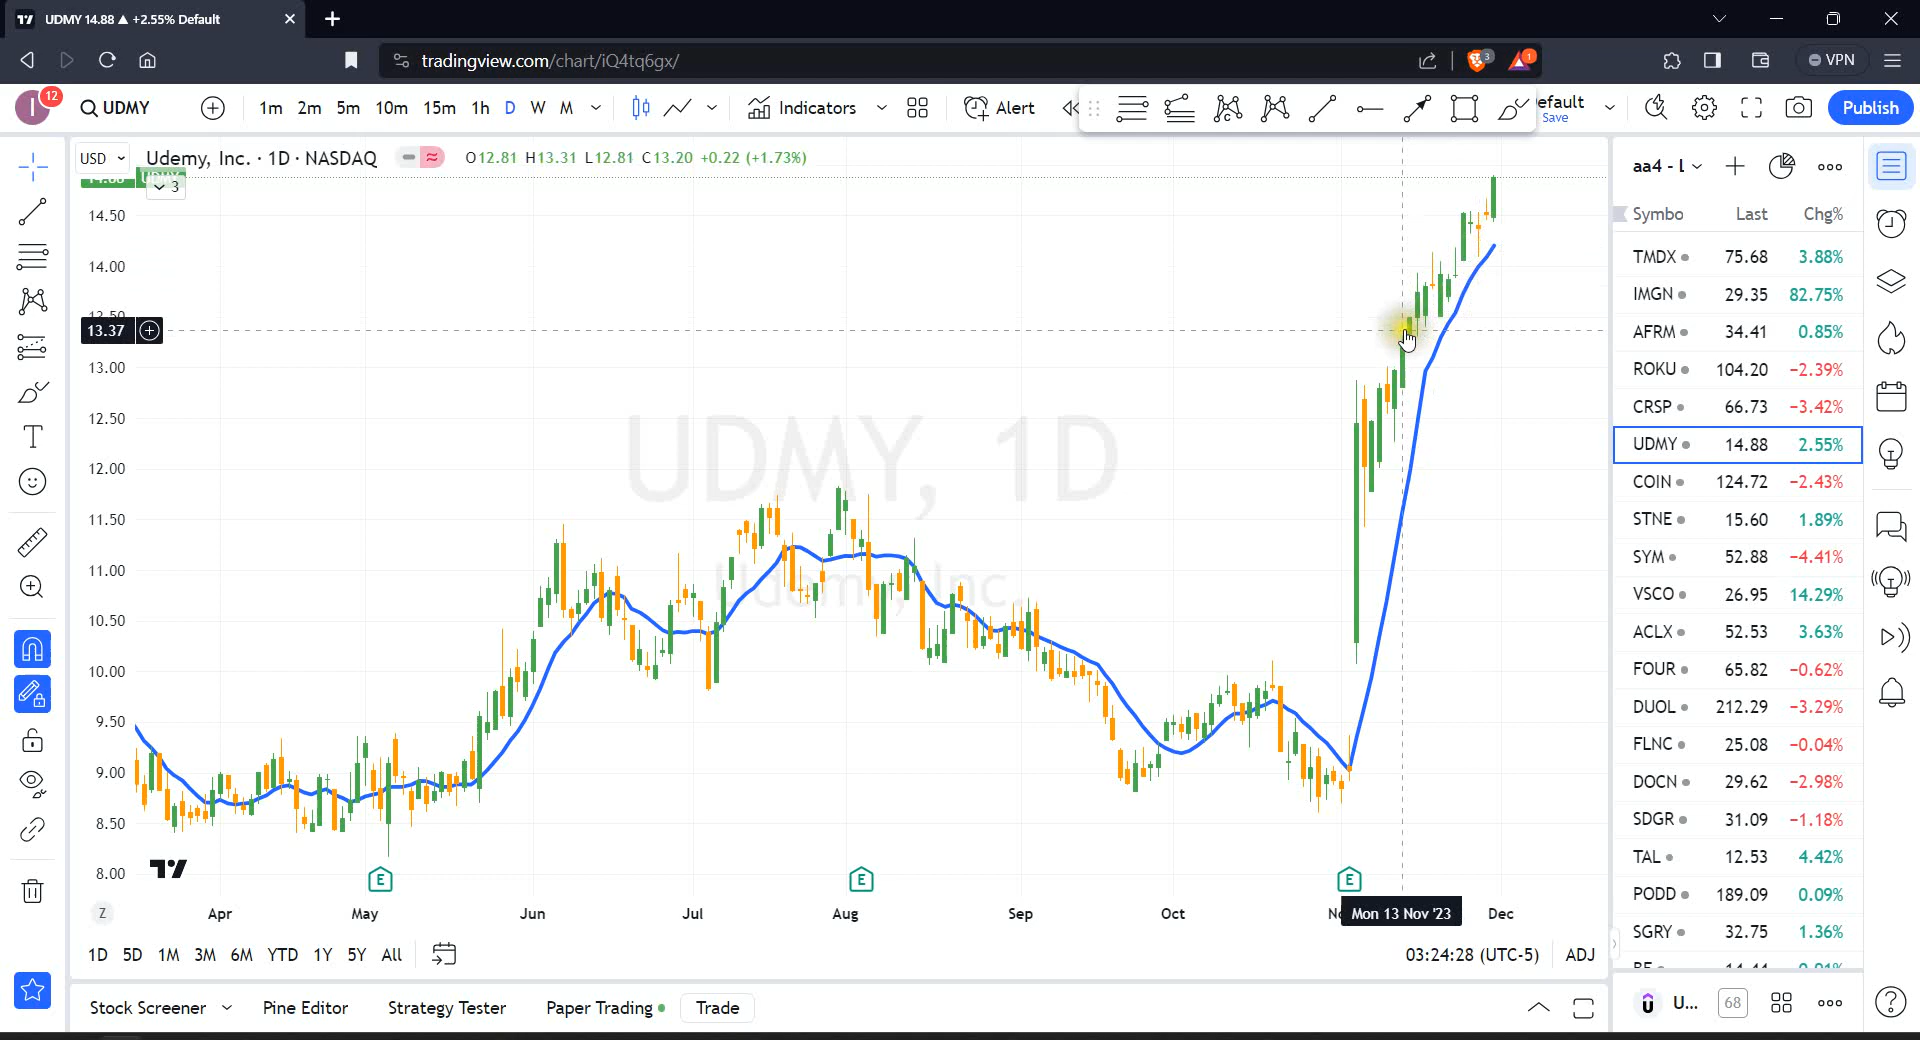 UDMY 14.88 ▲ +2.55% Default
tradingview.com/chart/iQ4tq6gx/
3
1
VPN
I
12
UDMY
1m 2m 5m 10m 15m 1h D W M
Indicators
Alert
efault
Save
Publish
USD
Udemy, Inc. · 1D · NASDAQ
O12.81 H13.31 L12.81 C13.20 +0.22 (+1.73%)
3
14.50
14.00
13.37
13.00
12.50
12.00
11.50
11.00
10.50
10.00
9.50
9.00
8.50
8.00
UDMY, 1D
Udemy, Inc.
E
E
E
Z
Apr
May
Jun
Jul
Aug
Sep
Oct
Mon 13 Nov '23
Dec
1D 5D 1M 3M 6M YTD 1Y 5Y All
03:24:28 (UTC-5)
ADJ
Stock Screener
Pine Editor
Strategy Tester
Paper Trading
Trade
aa4 - L
Symbo Last Chg%
TMDX 75.68 3.88%
IMGN 29.35 82.75%
AFRM 34.41 0.85%
ROKU 104.20 −2.39%
CRSP 66.73 −3.42%
UDMY 14.88 2.55%
COIN 124.72 −2.43%
STNE 15.60 1.89%
SYM 52.88 −4.41%
VSCO 26.95 14.29%
ACLX 52.53 3.63%
FOUR 65.82 −0.62%
DUOL 212.29 −3.29%
FLNC 25.08 −0.04%
DOCN 29.62 −2.98%
SDGR 31.09 −1.18%
TAL 12.53 4.42%
PODD 189.09 0.09%
SGRY 32.75 1.36%
U...
68